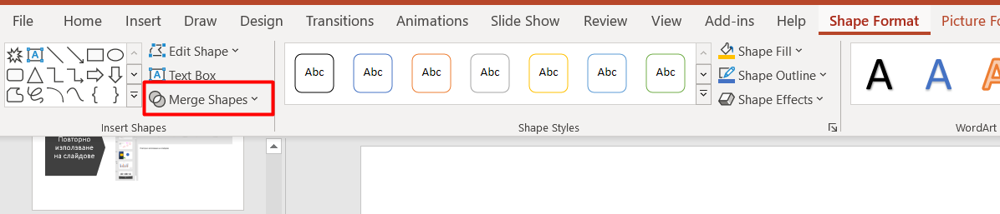 File Home Insert Draw Design Transitions Animations Slide Show Review View Add-ins Help Shape Format Picture Fo
Edit Shape
Text Box
Merge Shapes
Insert Shapes
Abc Abc Abc Abc Abc Abc Abc
Shape Styles
Shape Fill
Shape Outline
Shape Effects
A A A
WordArt
Повторно
използване
на слайдове